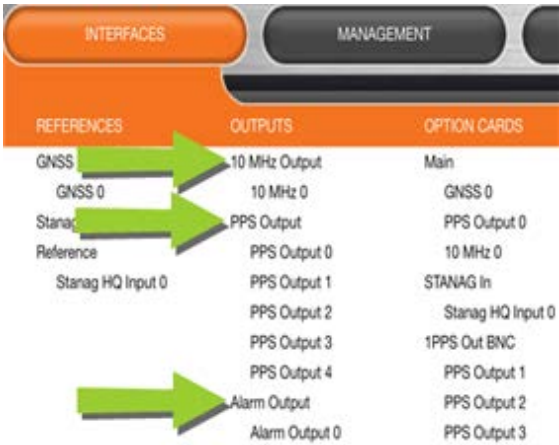 INTERFACES
MANAGEMENT
REFERENCES
GNSS
GNSS 0
Reference
Stanag HQ Input 0
OUTPUTS
10 MHz Output
10 MHz 0
PPS Output
PPS Output 0
PPS Output 1
PPS Output 2
PPS Output 3
PPS Output 4
Alarm Output
Alarm Output 0
OPTION CARDS
Main
GNSS 0
PPS Output 0
10 MHz 0
STANAG In
Stanag HQ Input 0
1PPS Out BNC
PPS Output 1
PPS Output 2
PPS Output 3